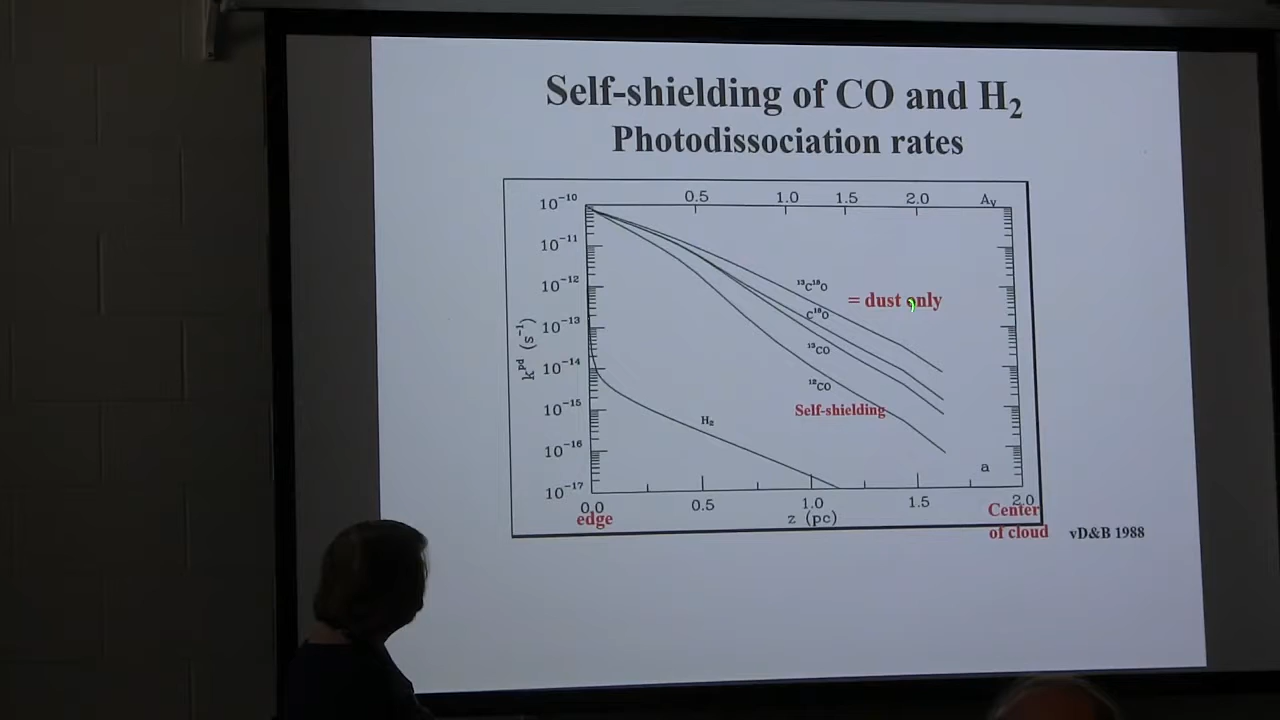 Self-shielding of CO and H₂
Photodissociation rates
0.5 1.0 1.5 2.0 Aᵥ
10⁻¹⁰
10⁻¹¹
10⁻¹²
10⁻¹³
10⁻¹⁴
10⁻¹⁵
10⁻¹⁶
10⁻¹⁷
kᵖᵈ (s⁻¹)
¹³C¹⁸O
= dust only
C¹⁸O
¹³CO
¹²CO
Self-shielding
H₂
a
0.0 0.5 1.0 1.5 2.0
edge
z (pc)
Center
of cloud
vD&B 1988